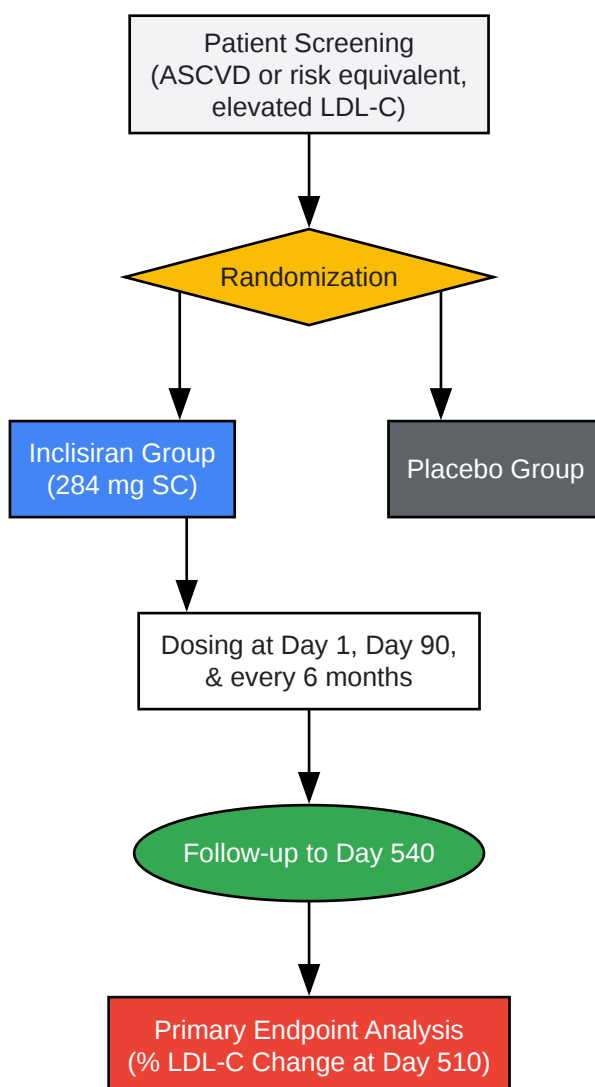 Patient Screening
(ASCVD or risk equivalent,
elevated LDL-C)
Randomization
Inclisiran Group
(284 mg SC)
Placebo Group
Dosing at Day 1, Day 90,
& every 6 months
Follow-up to Day 540
Primary Endpoint Analysis
(% LDL-C Change at Day 510)